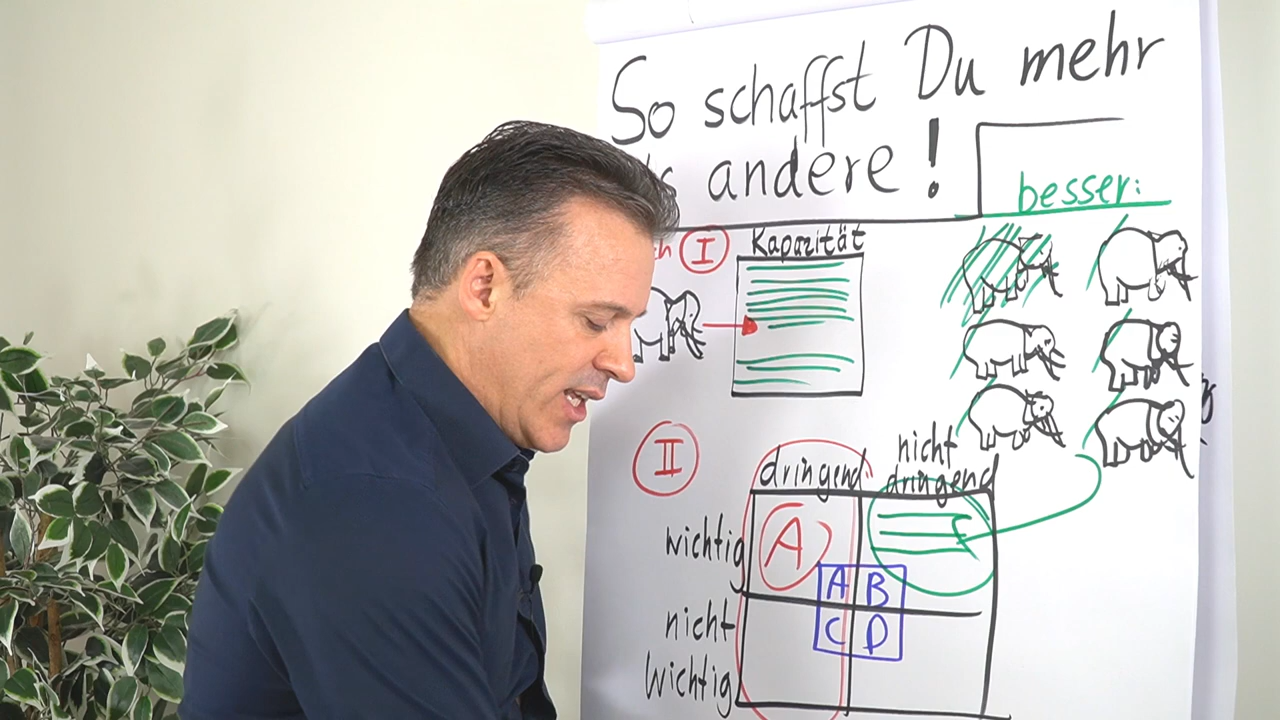 So schaffst Du mehr
andere!
besser:
I
Kapazität
II
dringend
nicht
dringend
wichtig
A
A B
C D
nicht
wichtig